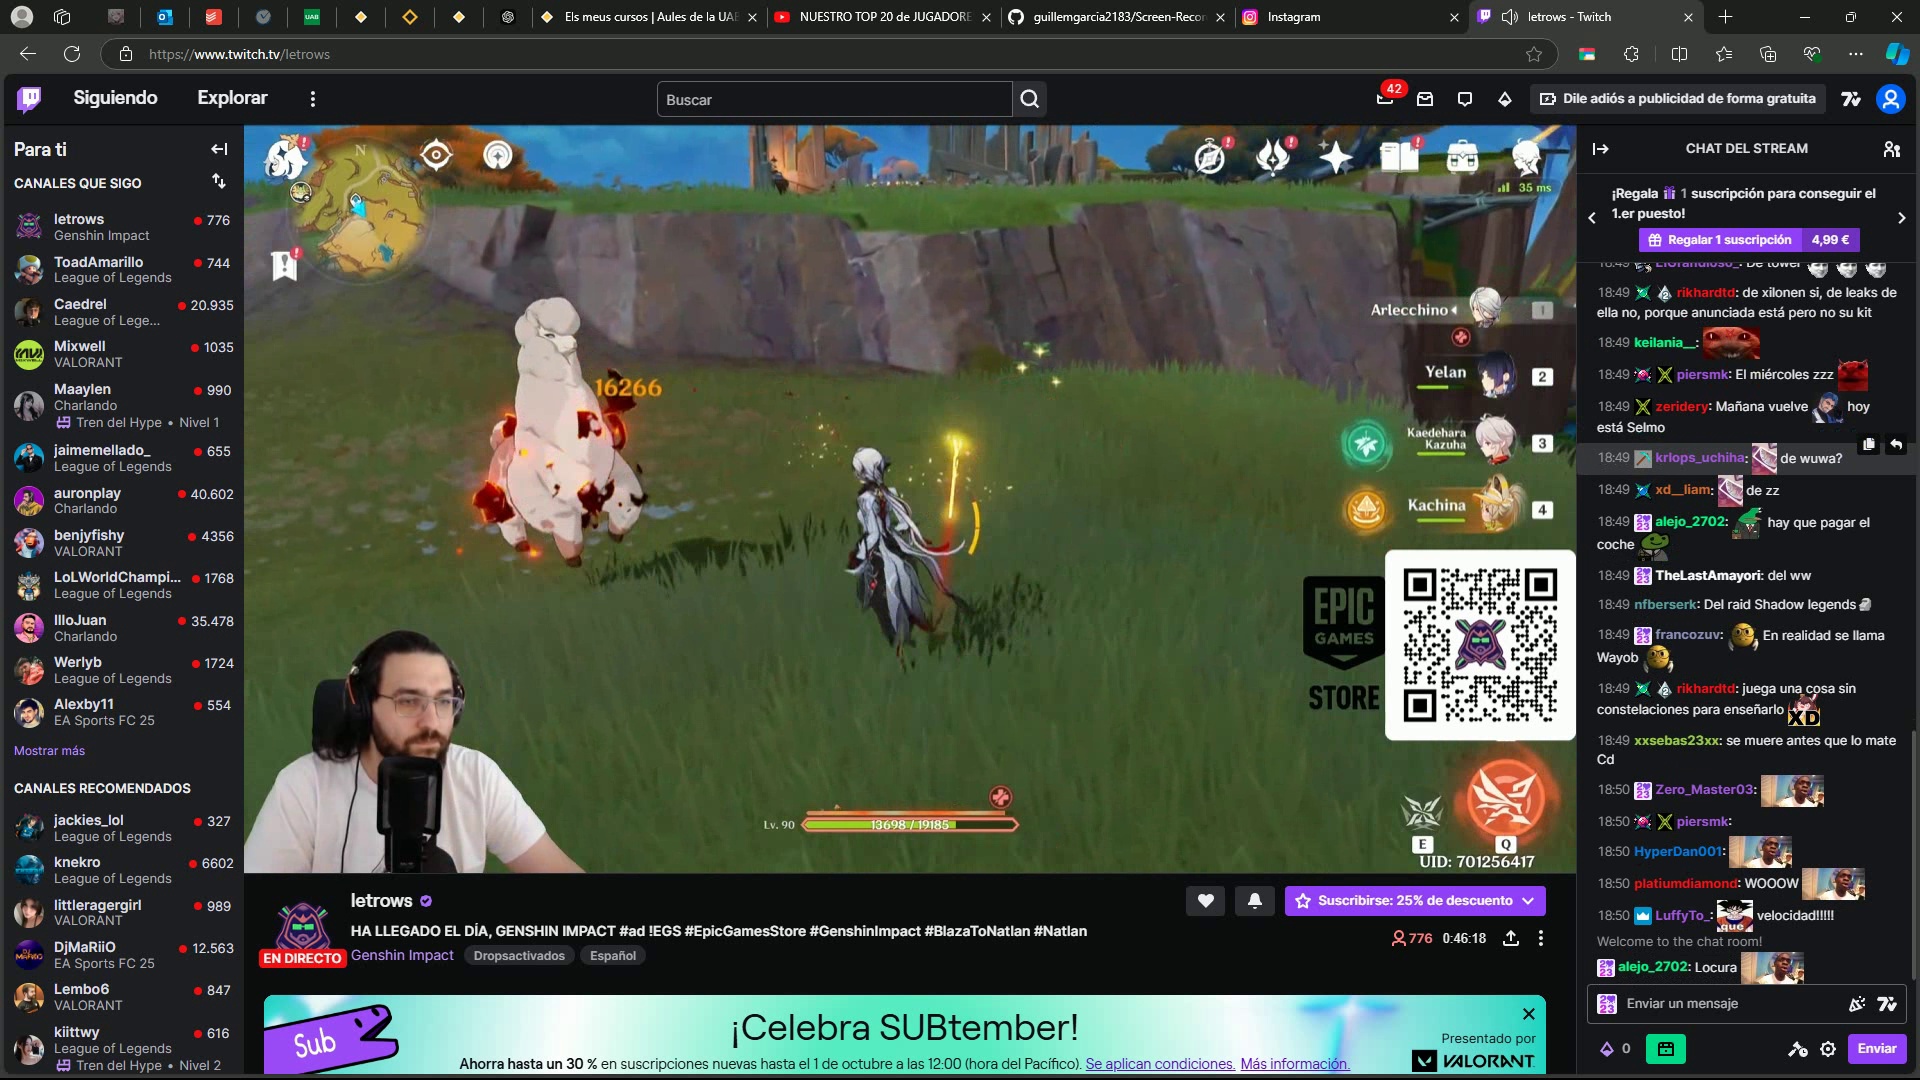 UAB
Els meus cursos | Aules de la UAB
NUESTRO TOP 20 de JUGADORE
guillemgarcia2183/Screen-Recor
Instagram
letrows - Twitch
https://www.twitch.tv/letrows
Siguiendo
Explorar
Buscar
42
Dile adiós a publicidad de forma gratuita
Para ti
CANALES QUE SIGO
letrows
776
Genshin Impact
ToadAmarillo
744
League of Legends
Caedrel
20.935
League of Lege...
Mixwell
1035
VALORANT
Maaylen
990
Charlando
Tren del Hype • Nivel 1
jaimemellado_
655
League of Legends
auronplay
40.602
Charlando
benjyfishy
4356
VALORANT
LoLWorldChampi...
1768
League of Legends
IlloJuan
35.478
Charlando
Werlyb
1724
League of Legends
Alexby11
554
EA Sports FC 25
Mostrar más
CANALES RECOMENDADOS
jackies_lol
327
League of Legends
knekro
6602
League of Legends
littleragergirl
989
VALORANT
DjMaRiiO
12.563
EA Sports FC 25
Lembo6
847
VALORANT
kiittwy
616
League of Legends
Tren del Hype • Nivel 2
N
35 ms
16266
Arlecchino
1
Yelan
2
Kaedehara
Kazuha
3
Kachina
4
EPIC
GAMES
STORE
Lv. 90
13698 / 19185
E
Q
UID: 701256417
letrows
HA LLEGADO EL DÍA, GENSHIN IMPACT #ad !EGS #EpicGamesStore #GenshinImpact #BlazaToNatlan #Natlan
EN DIRECTO
Genshin Impact
Dropsactivados
Español
Suscribirse: 25% de descuento
776
0:46:18
Sub
¡Celebra SUBtember!
Ahorra hasta un 30 % en suscripciones nuevas hasta el 1 de octubre a las 12:00 (hora del Pacífico). Se aplican condiciones. Más información.
Presentado por
VALORANT
CHAT DEL STREAM
¡Regala 1 suscripción para conseguir el
1.er puesto!
Regalar 1 suscripción
4,99 €
18:49 ElGrandioso_: De tower
18:49 rikhardtd: de xilonen si, de leaks de
ella no, porque anunciada está pero no su kit
18:49 keilania__:
18:49 piersmk: El miércoles zzz
18:49 zeridery: Mañana vuelve hoy
está Selmo
18:49 krlops_uchiha: de wuwa?
18:49 xd__liam: de zz
18:49 alejo_2702: hay que pagar el
coche
18:49 TheLastAmayori: del ww
18:49 nfberserk: Del raid Shadow legends
18:49 francozuv: En realidad se llama
Wayob
18:49 rikhardtd: juega una cosa sin
constelaciones para enseñarlo XD
18:49 xxsebas23xx: se muere antes que lo mate
Cd
18:50 Zero_Master03:
18:50 piersmk:
18:50 HyperDan001:
18:50 platiumdiamond: WOOOW
18:50 LuffyTo_: que velocidad!!!!!
Welcome to the chat room!
alejo_2702: Locura
Enviar un mensaje
0
Enviar